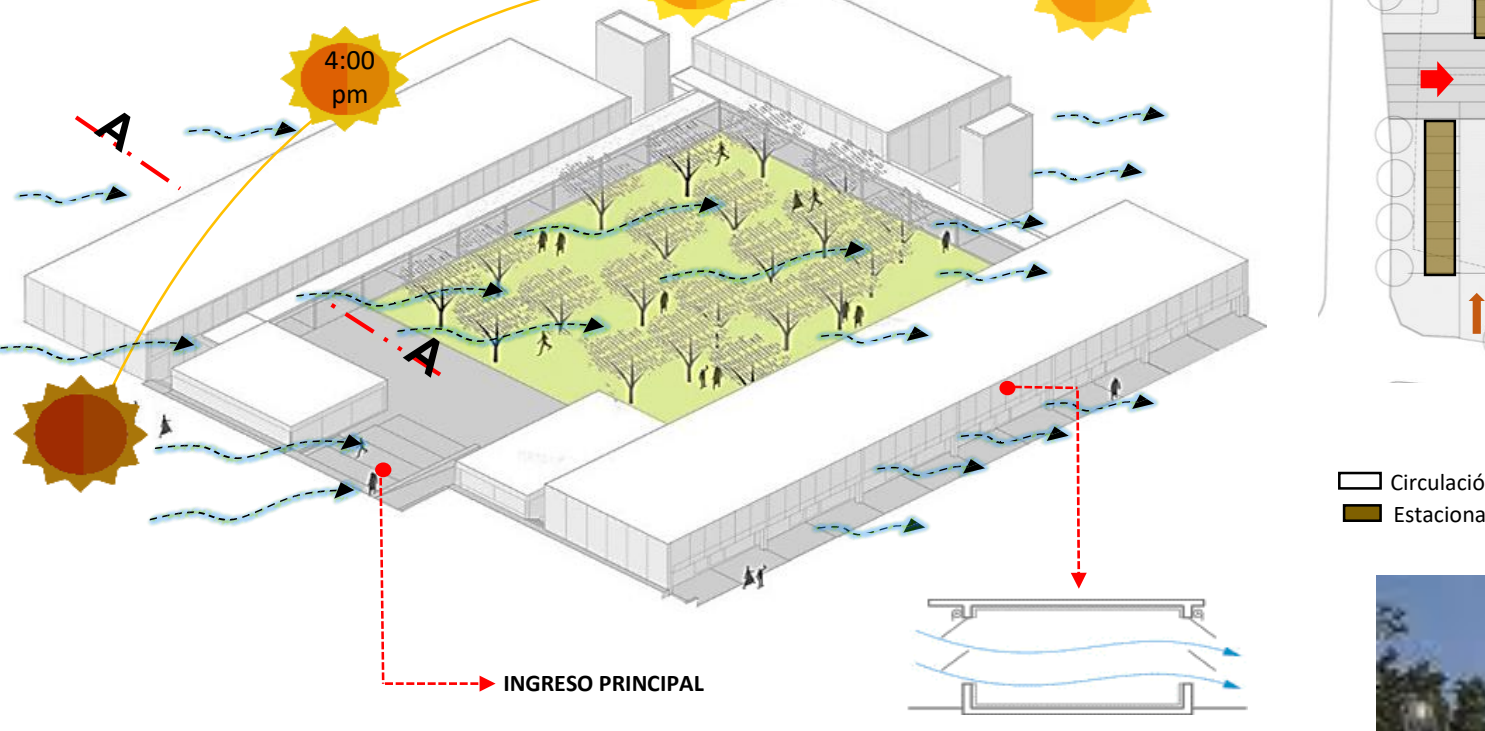 4:00
pm
A
A
Circulació
Estaciona
INGRESO PRINCIPAL